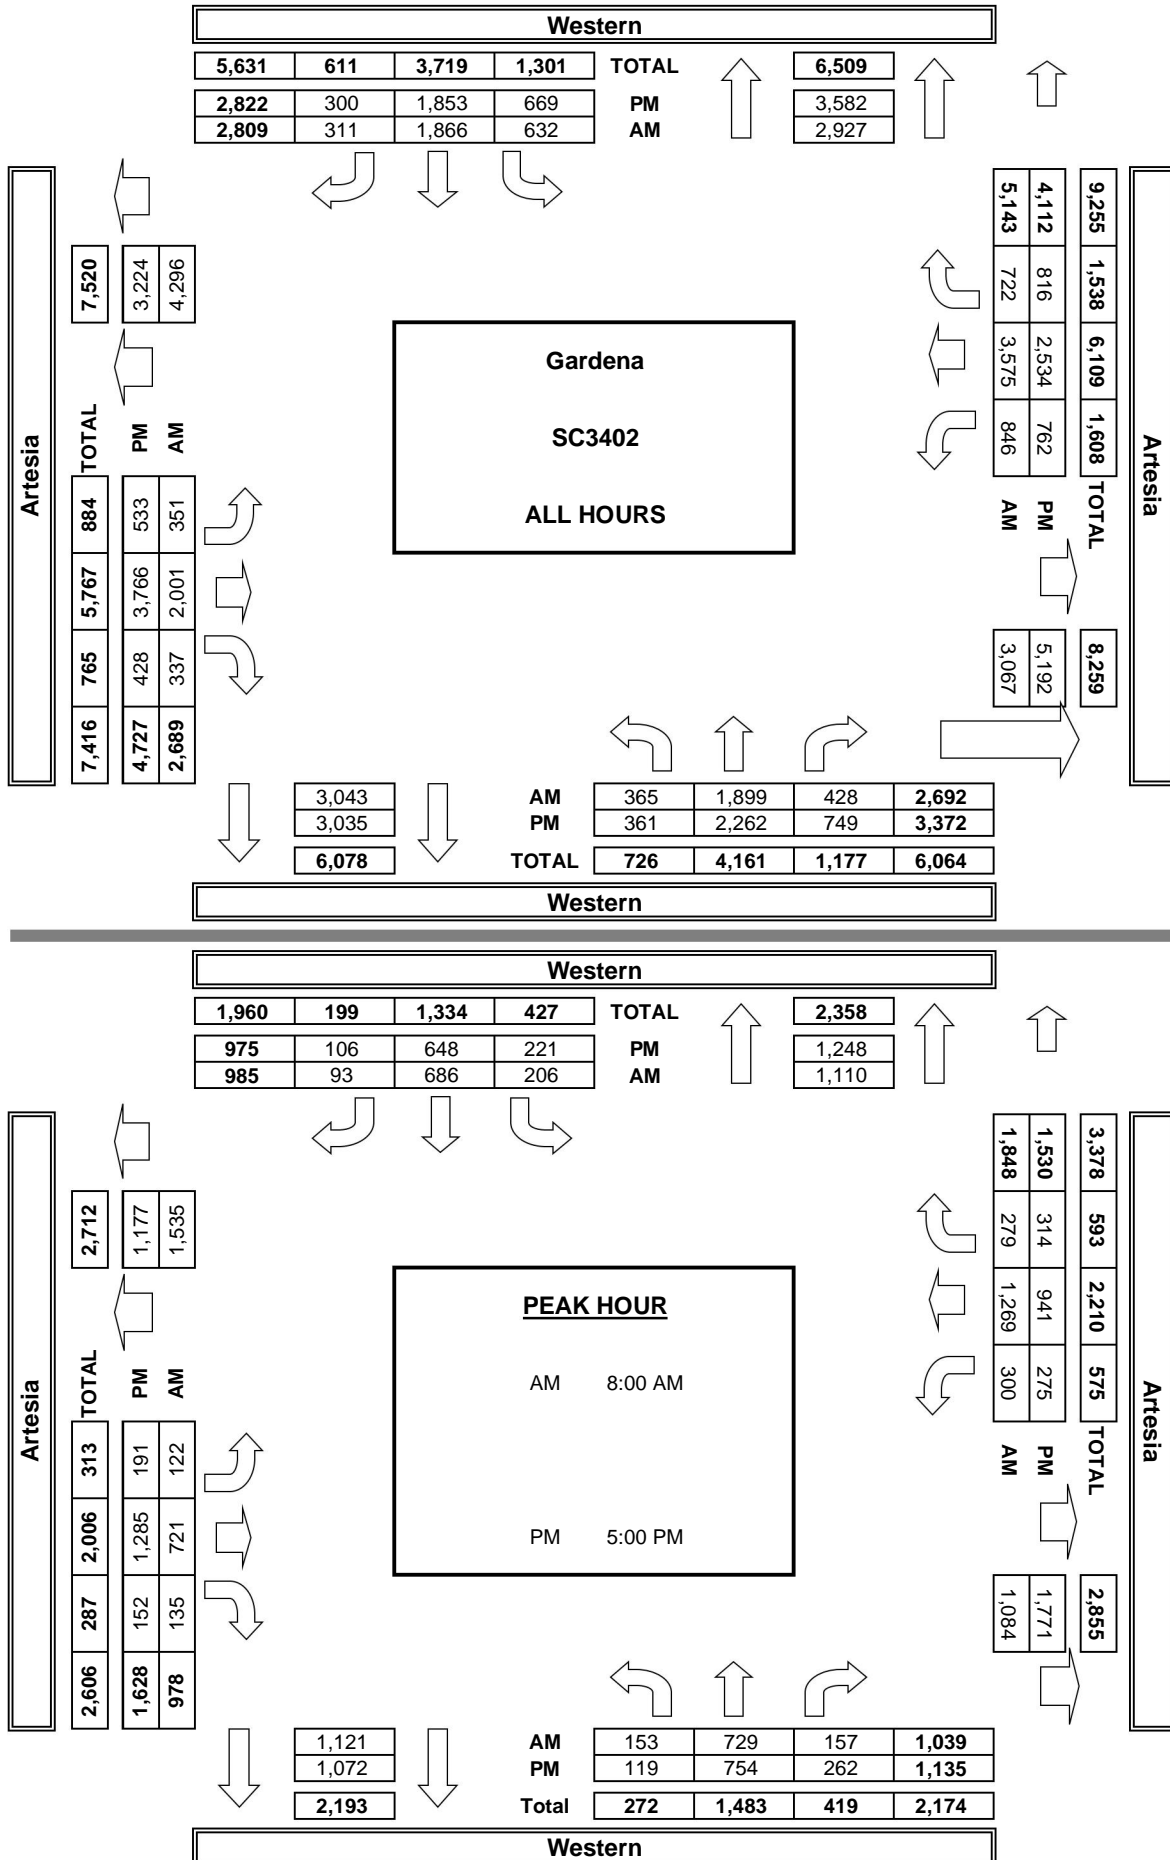 Western
5,631 611 3,719 1,301 TOTAL 6,509
2,822 300 1,853 669 PM 3,582
2,809 311 1,866 632 AM 2,927
Artesia
7,520
3,224
4,296
TOTAL 884 5,767 765 7,416
PM 533 3,766 428 4,727
AM 351 2,001 337 2,689
Gardena
SC3402
ALL HOURS
9,255 1,538 6,109 1,608 TOTAL 8,259
4,112 816 2,534 762 PM 5,192
5,143 722 3,575 846 AM 3,067
Artesia
3,043 AM 365 1,899 428 2,692
3,035 PM 361 2,262 749 3,372
6,078 TOTAL 726 4,161 1,177 6,064
Western
Western
1,960 199 1,334 427 TOTAL 2,358
975 106 648 221 PM 1,248
985 93 686 206 AM 1,110
Artesia
2,712
1,177
1,535
TOTAL 313 2,006 287 2,606
PM 191 1,285 152 1,628
AM 122 721 135 978
PEAK HOUR
AM 8:00 AM
PM 5:00 PM
3,378 593 2,210 575 TOTAL 2,855
1,530 314 941 275 PM 1,771
1,848 279 1,269 300 AM 1,084
Artesia
1,121 AM 153 729 157 1,039
1,072 PM 119 754 262 1,135
2,193 Total 272 1,483 419 2,174
Western